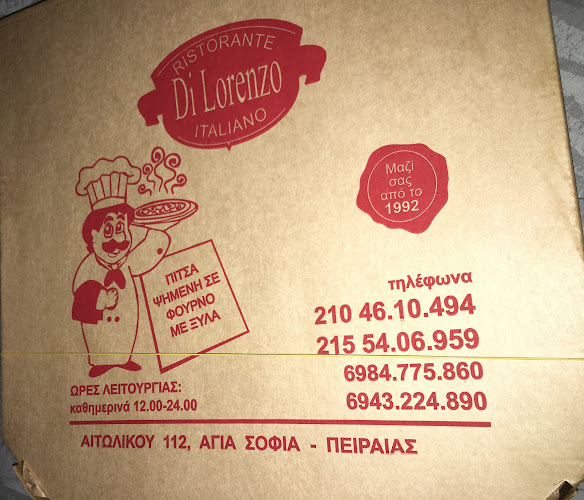 RISTORANTE
Di Lorenzo
ITALIANO
Μαζί
σας
από το
1992
ΠΙΤΣΑ
ΨΗΜΕΝΗ ΣΕ
ΦΟΥΡΝΟ
ΜΕ ΞΥΛΑ
τηλέφωνα
210 46.10.494
215 54.06.959
6984.775.860
6943.224.890
ΩΡΕΣ ΛΕΙΤΟΥΡΓΙΑΣ:
καθημερινά 12.00-24.00
ΑΙΤΩΛΙΚΟΥ 112, ΑΓΙΑ ΣΟΦΙΑ - ΠΕΙΡΑΙΑΣ